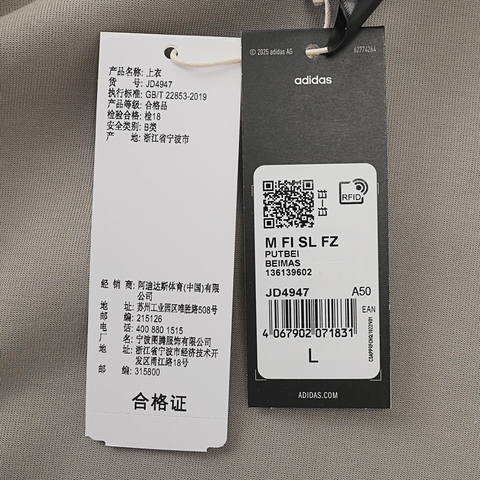 产品名称: 上衣
货 号: JD4947
执行标准: GB/T 22853-2019
产品等级: 合格品
检验合格: 检18
安全类别: B类
产 地: 浙江省宁波市
经 销 商: 阿迪达斯体育(中国)有限
公司
地 址: 苏州工业园区唯胜路508号
邮 编: 215126
电 话: 400 880 1515
厂 名: 宁波图腾服饰有限公司
地 址: 浙江省宁波市经济技术开
发区甬江路18号
邮 编: 315800
合格证
© 2025 adidas AG
62774264
adidas
RFID
M FI SL FZ
PUTBEI
BEIMAS
136139602
JD4947 A50
EAN
4 067902 071831
L
ADIDAS.COM